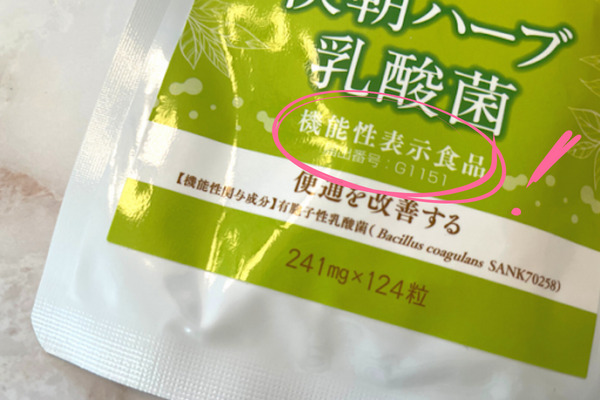 快朝ハーブ
乳酸菌
機能性表示食品
届出番号:G1151
便通を改善する
【機能性関与成分】有胞子性乳酸菌(Bacillus coagulans SANK70258)
241mg×124粒